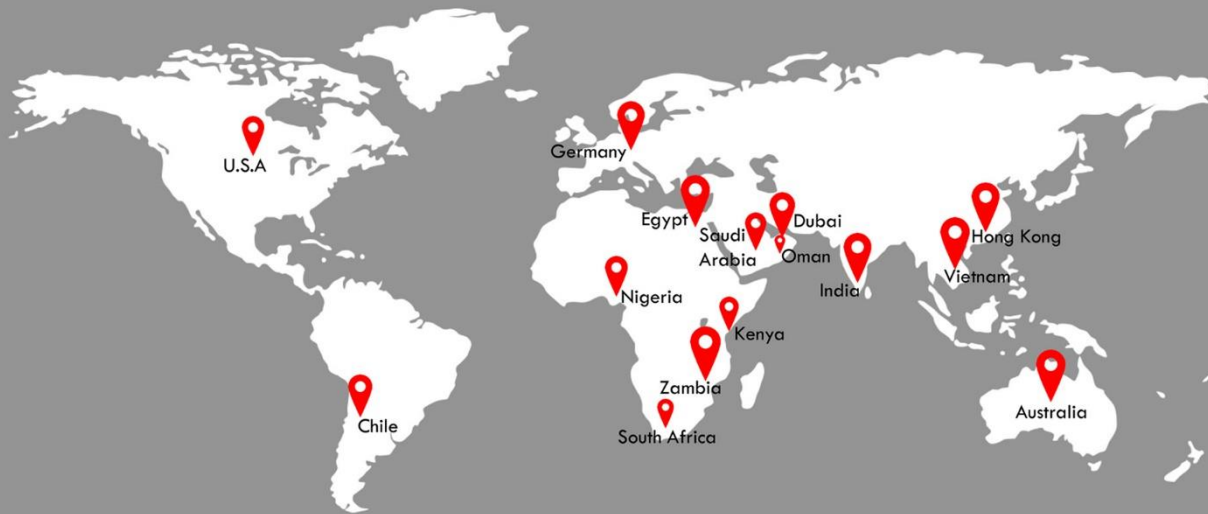 U.S.A
Germany
Egypt
Saudi
Arabia
Dubai
Oman
India
Hong Kong
Vietnam
Nigeria
Kenya
Zambia
South Africa
Chile
Australia